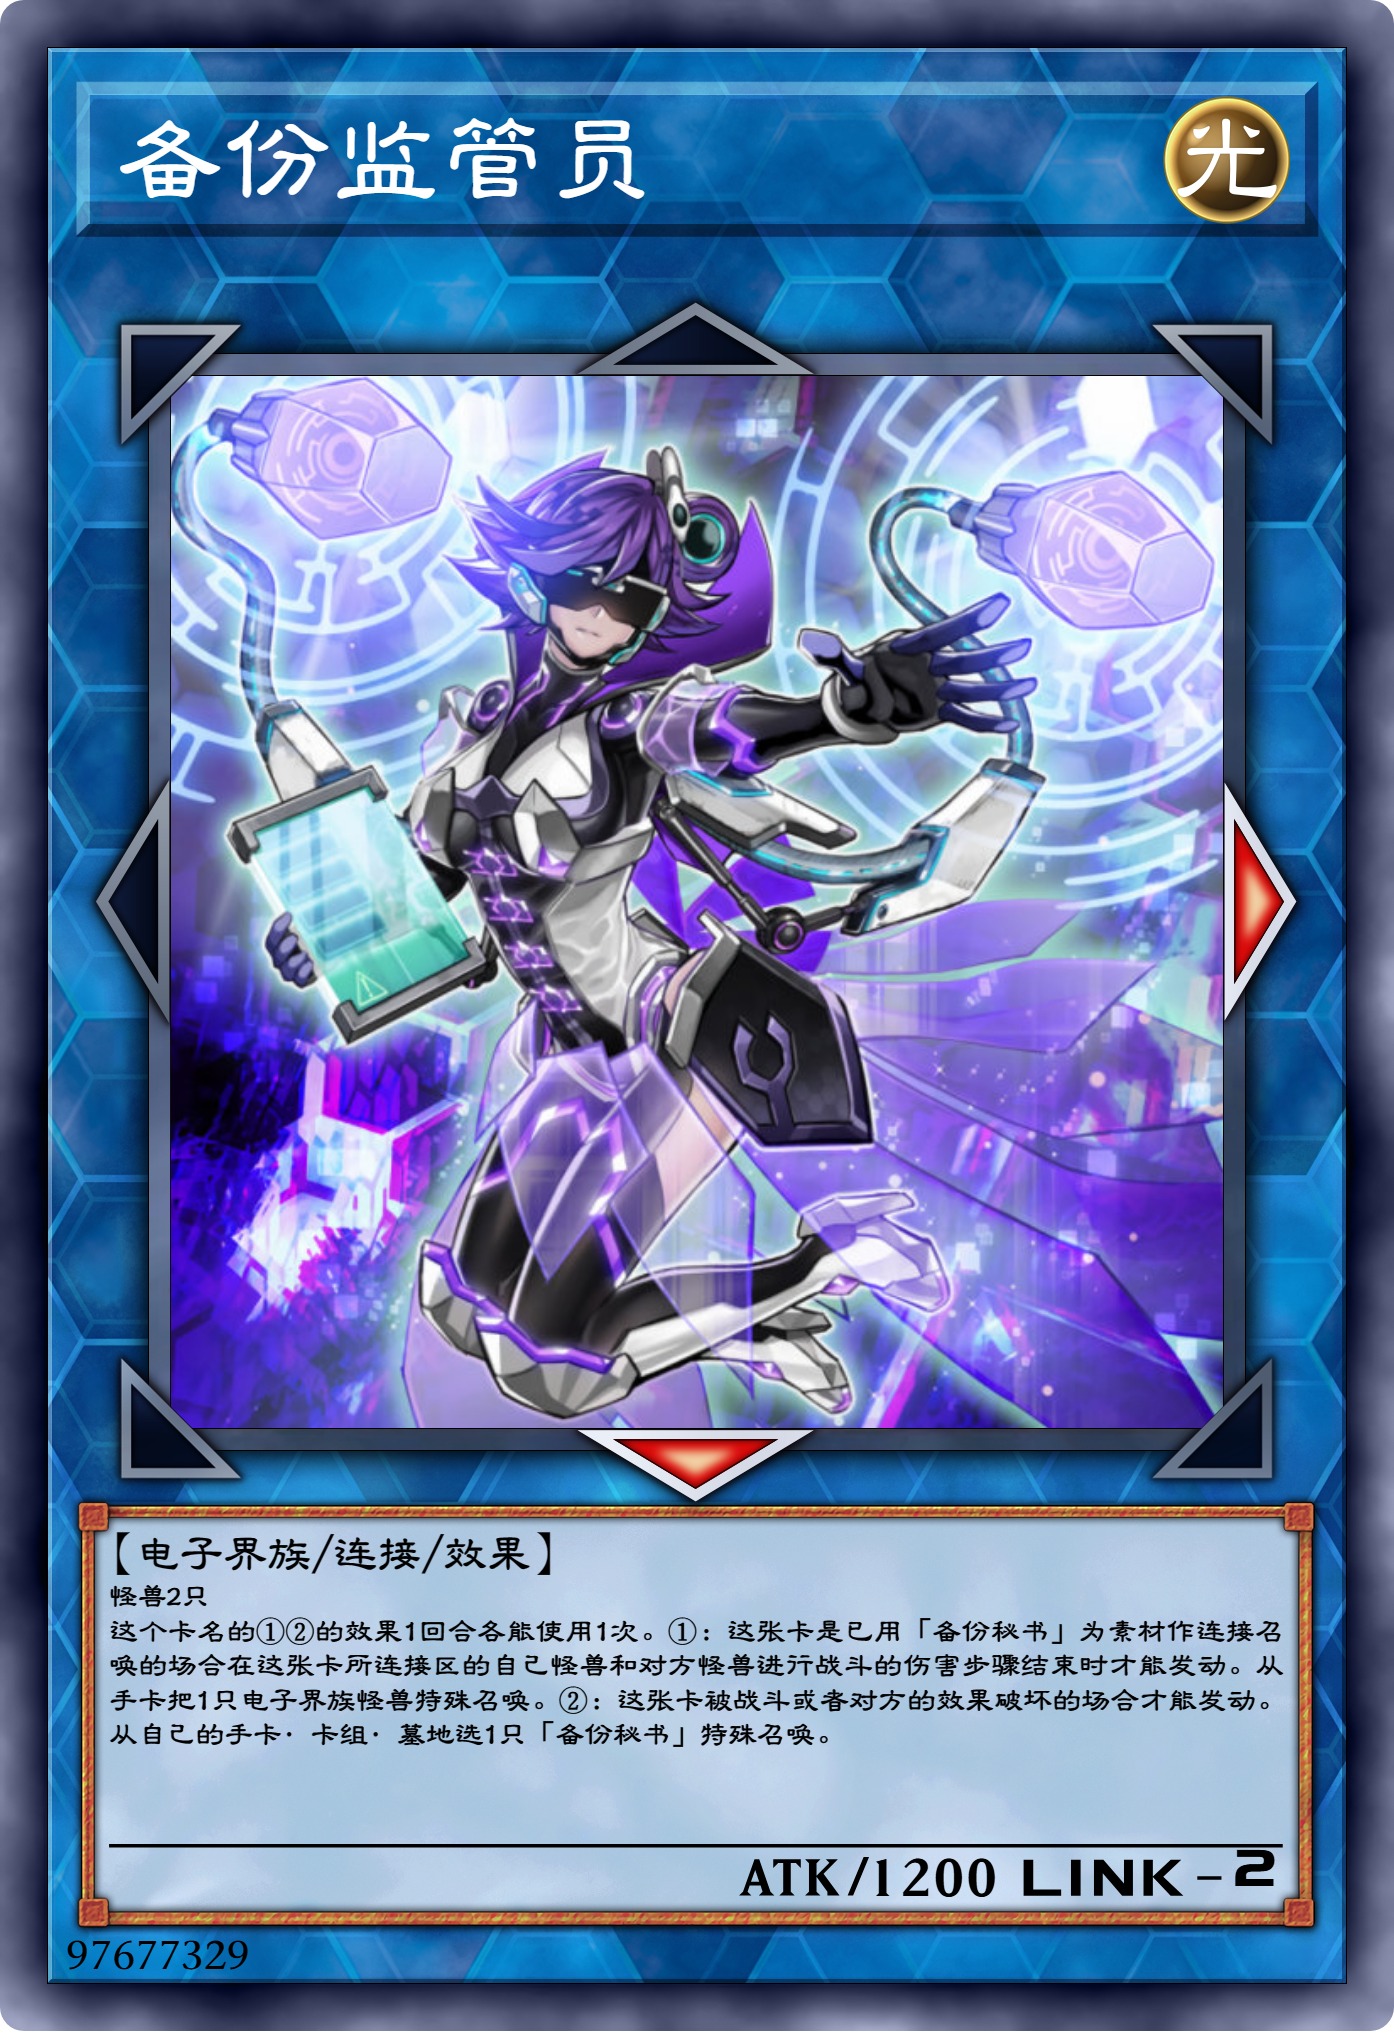 备份监管员
光
【电子界族/连接/效果】
怪兽2只
这个卡名的①②的效果1回合各能使用1次。①：这张卡是已用「备份秘书」为素材作连接召
唤的场合在这张卡所连接区的自己怪兽和对方怪兽进行战斗的伤害步骤结束时才能发动。从
手卡把1只电子界族怪兽特殊召唤。②：这张卡被战斗或者对方的效果破坏的场合才能发动。
从自己的手卡·卡组·墓地选1只「备份秘书」特殊召唤。
ATK/1200 LINK-2
97677329